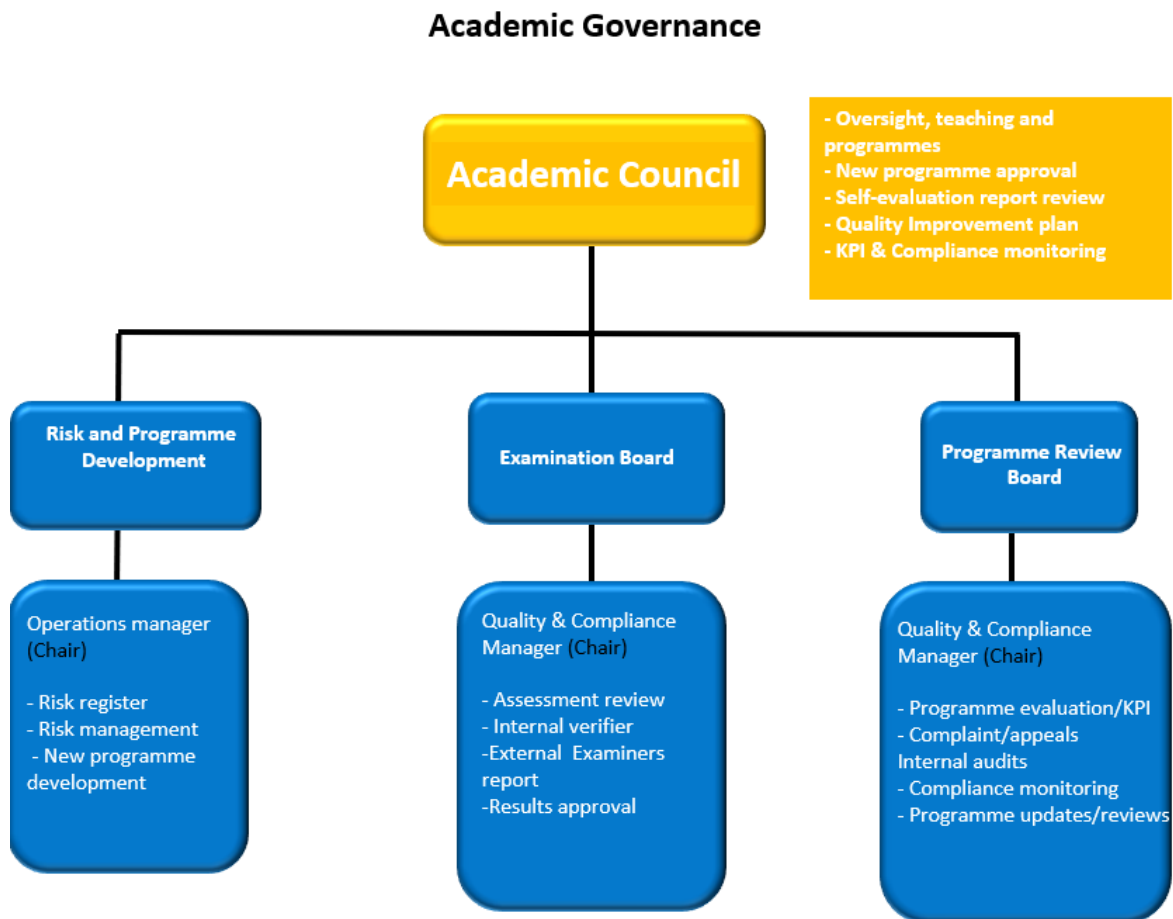 Academic Governance
Academic Council
- Oversight, teaching and
programmes
- New programme approval
- Self-evaluation report review
- Quality Improvement plan
- KPI & Compliance monitoring
Risk and Programme
Development
Examination Board
Programme Review
Board
Operations manager
(Chair)
- Risk register
- Risk management
- New programme
development
Quality & Compliance
Manager (Chair)
- Assessment review
- Internal verifier
-External Examiners
report
-Results approval
Quality & Compliance
Manager (Chair)
- Programme evaluation/KPI
- Complaint/appeals
Internal audits
- Compliance monitoring
- Programme updates/reviews